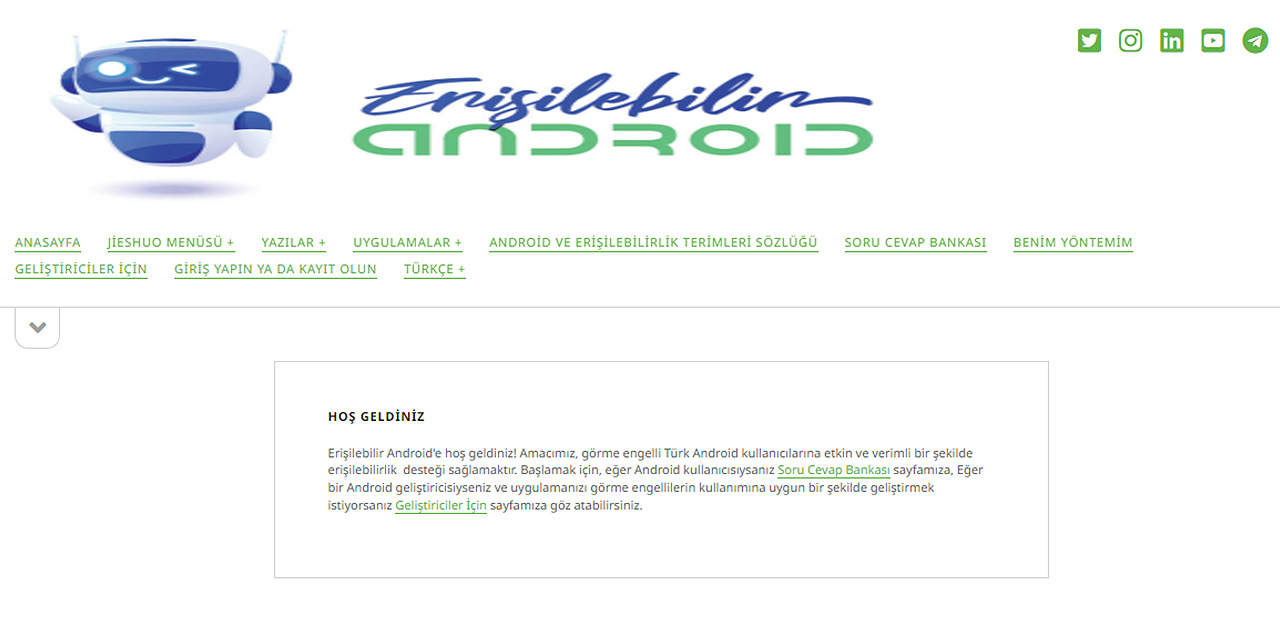 Erişilebilir
ANDROID
ANASAYFA JİESHUO MENÜSÜ + YAZILAR + UYGULAMALAR + ANDROİD VE ERİŞİLEBİLİRLİK TERİMLERİ SÖZLÜĞÜ SORU CEVAP BANKASI BENİM YÖNTEMİM
GELİŞTİRİCİLER İÇİN GİRİŞ YAPIN YA DA KAYIT OLUN TÜRKÇE +
HOŞ GELDİNİZ
Erişilebilir Android'e hoş geldiniz! Amacımız, görme engelli Türk Android kullanıcılarına etkin ve verimli bir şekilde
erişilebilirlik desteği sağlamaktır. Başlamak için, eğer Android kullanıcısıysanız Soru Cevap Bankası sayfamıza, Eğer
bir Android geliştiricisiyseniz ve uygulamanızı görme engellilerin kullanımına uygun bir şekilde geliştirmek
istiyorsanız Geliştiriciler İçin sayfamıza göz atabilirsiniz.